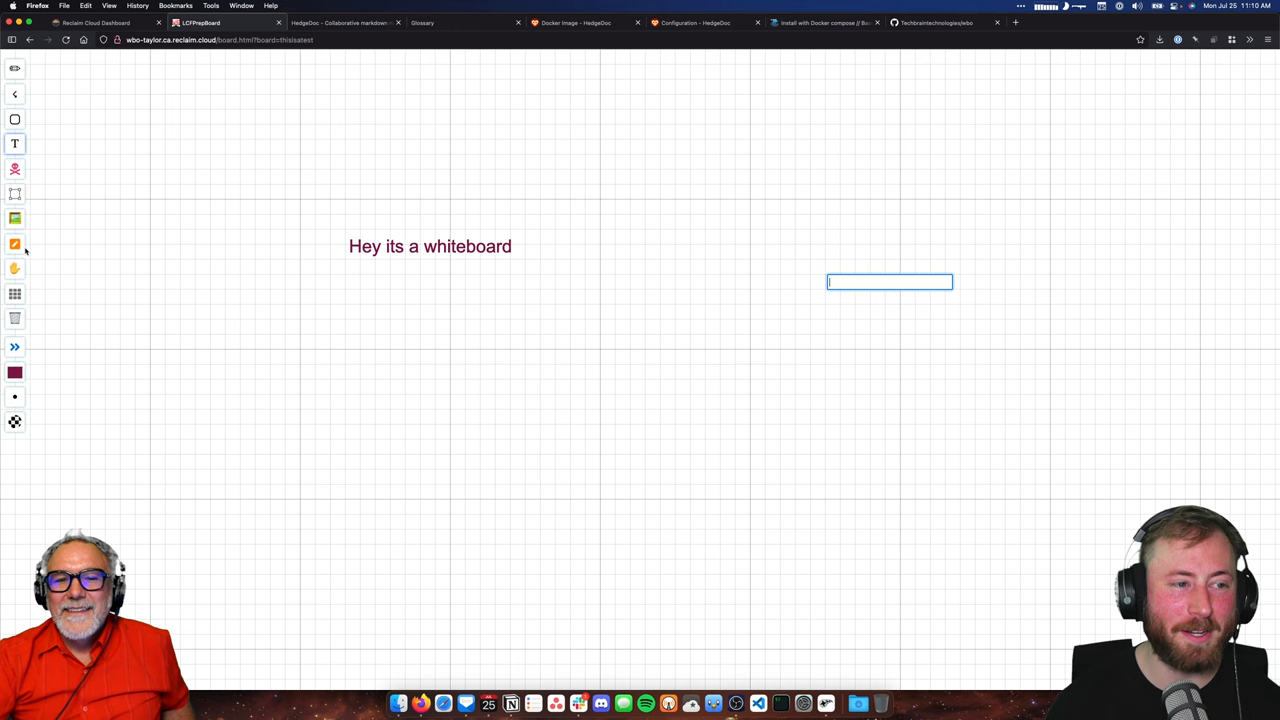 Firefox File Edit View History Bookmarks Tools Window Help
Mon Jul 25 11:10 AM
Reclaim Cloud Dashboard
LCFPrepBoard
HedgeDoc - Collaborative markdown
Glossary
Docker Image - HedgeDoc
Configuration - HedgeDoc
Install with Docker compose //
Techbraintechnologies/wbo
wbo-taylor.ca.reclaim.cloud/board.html?board=thisisatest
T
Hey its a whiteboard
25